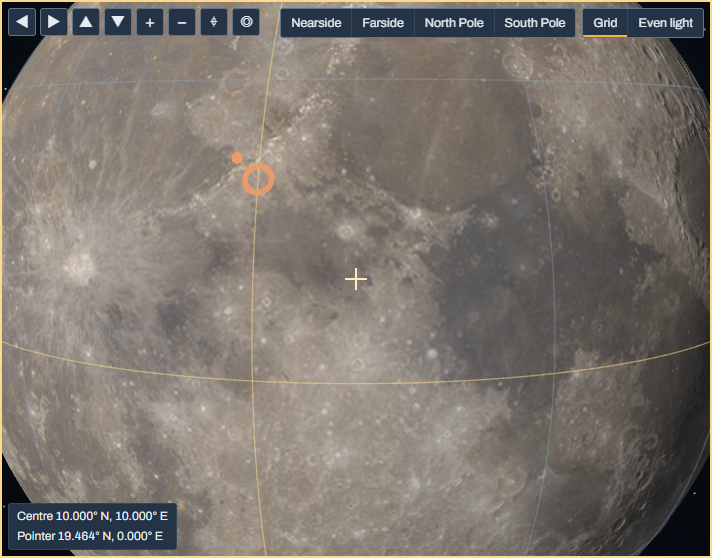 Nearside Farside North Pole South Pole Grid Even light
Centre 10.000° N, 10.000° E
Pointer 19.464° N, 0.000° E